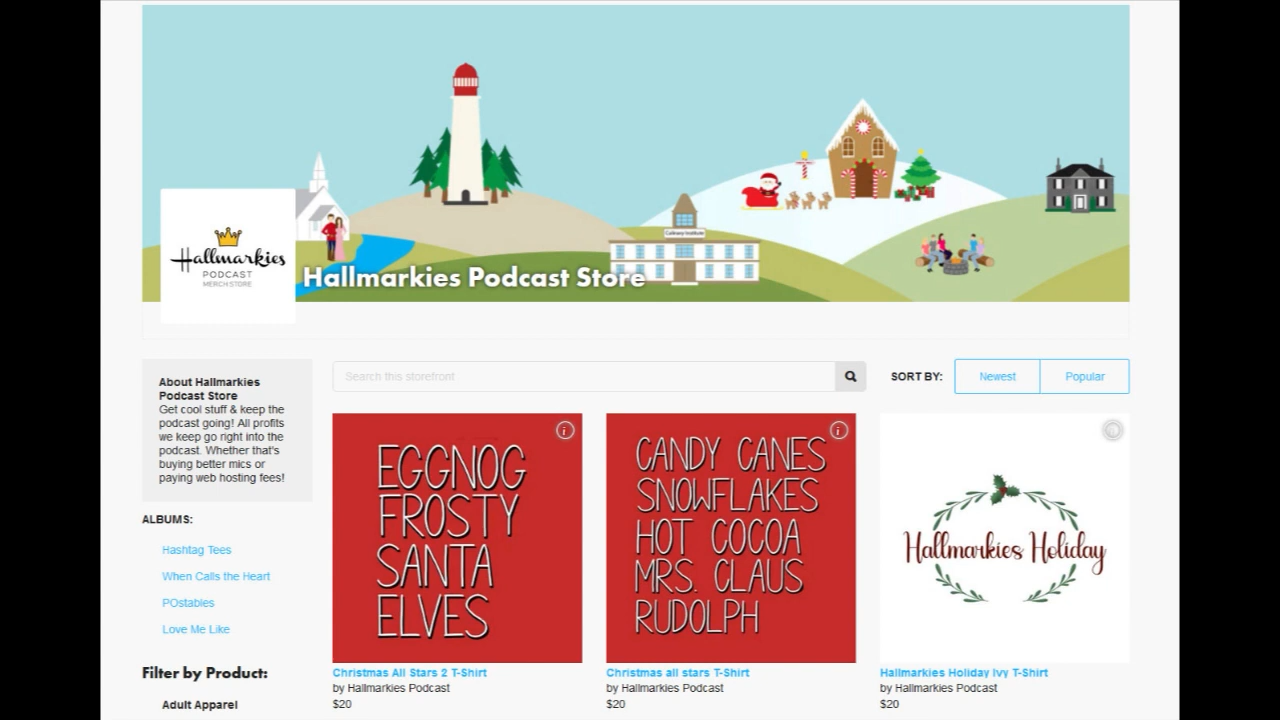 Culinary Institute
Hallmarkies
PODCAST
MERCH STORE
Hallmarkies Podcast Store
About Hallmarkies
Podcast Store
Get cool stuff & keep the
podcast going! All profits
we keep go right into the
podcast. Whether that's
buying better mics or
paying web hosting fees!
ALBUMS:
Hashtag Tees
When Calls the Heart
POstables
Love Me Like
Filter by Product:
Adult Apparel
Search this storefront
SORT BY:
Newest
Popular
EGGNOG
FROSTY
SANTA
ELVES
Christmas All Stars 2 T-Shirt
by Hallmarkies Podcast
$20
CANDY CANES
SNOWFLAKES
HOT COCOA
MRS. CLAUS
RUDOLPH
Christmas all stars T-Shirt
by Hallmarkies Podcast
$20
Hallmarkies Holiday
Hallmarkies Holiday Ivy T-Shirt
by Hallmarkies Podcast
$20